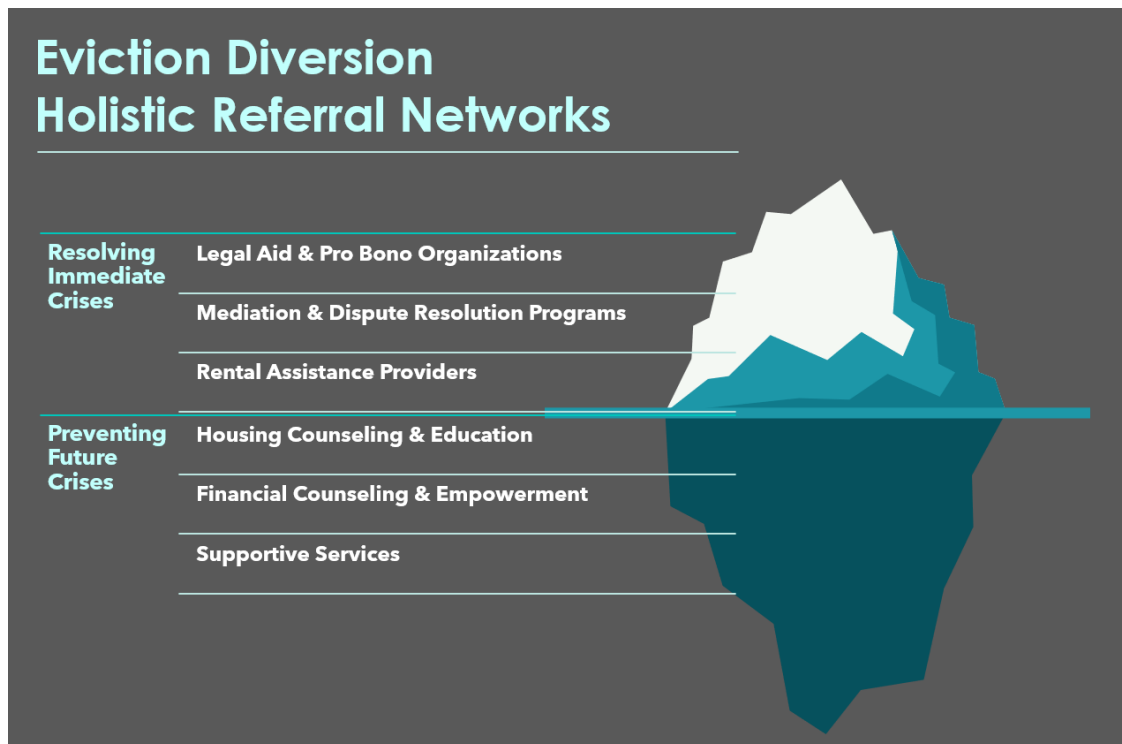 Eviction Diversion
Holistic Referral Networks
Resolving
Immediate
Crises
Legal Aid & Pro Bono Organizations
Mediation & Dispute Resolution Programs
Rental Assistance Providers
Preventing
Future
Crises
Housing Counseling & Education
Financial Counseling & Empowerment
Supportive Services